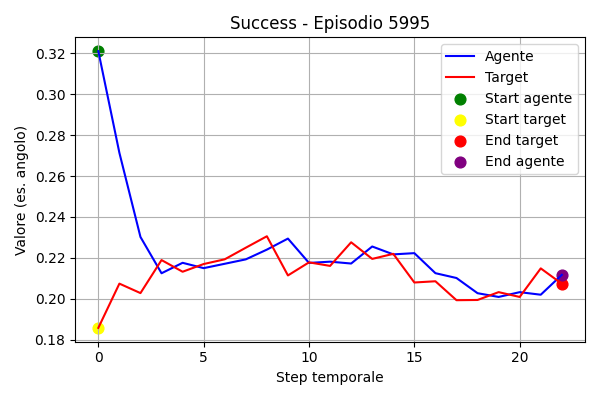 Success - Episodio 5995
Valore (es. angolo)
0.32
0.30
0.28
0.26
0.24
0.22
0.20
0.18
Agente
Target
Start agente
Start target
End target
End agente
0 5 10 15 20
Step temporale